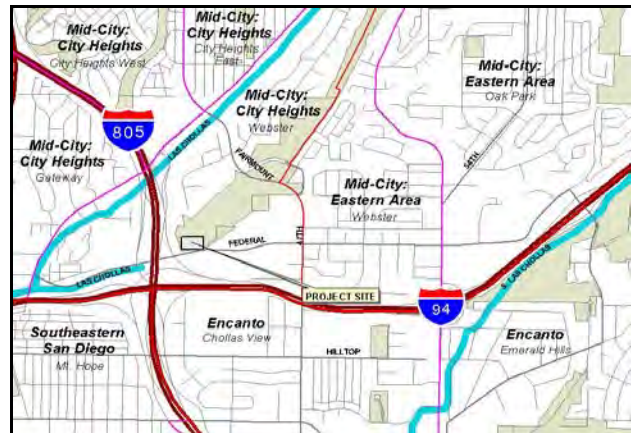 Mid-City:
City Heights
City Heights West
Mid-City:
City Heights
City Heights
East
Mid-City:
Eastern Area
Oak Park
Mid-City:
City Heights
Webster
805
LAS CHOLLAS
Mid-City:
City Heights
Gateway
FAIRMOUNT
54TH
Mid-City:
Eastern Area
Webster
47TH
FEDERAL
LAS CHOLLAS
S. LAS CHOLLAS
PROJECT SITE
94
Southeastern
San Diego
Mt. Hope
Encanto
Chollas View
HILLTOP
Encanto
Emerald Hills